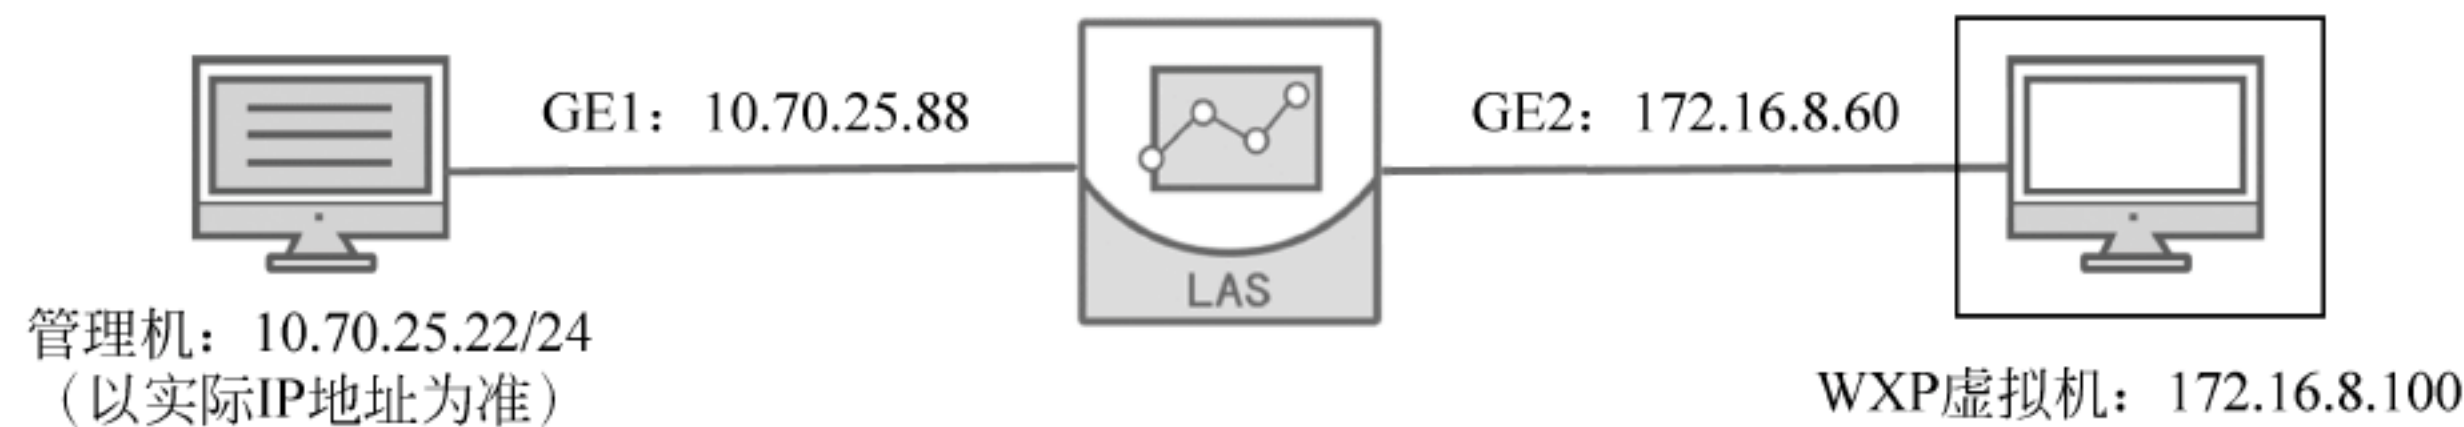 GE1：10.70.25.88
GE2：172.16.8.60
LAS
管理机：10.70.25.22/24
（以实际IP地址为准）
WXP虚拟机：172.16.8.100